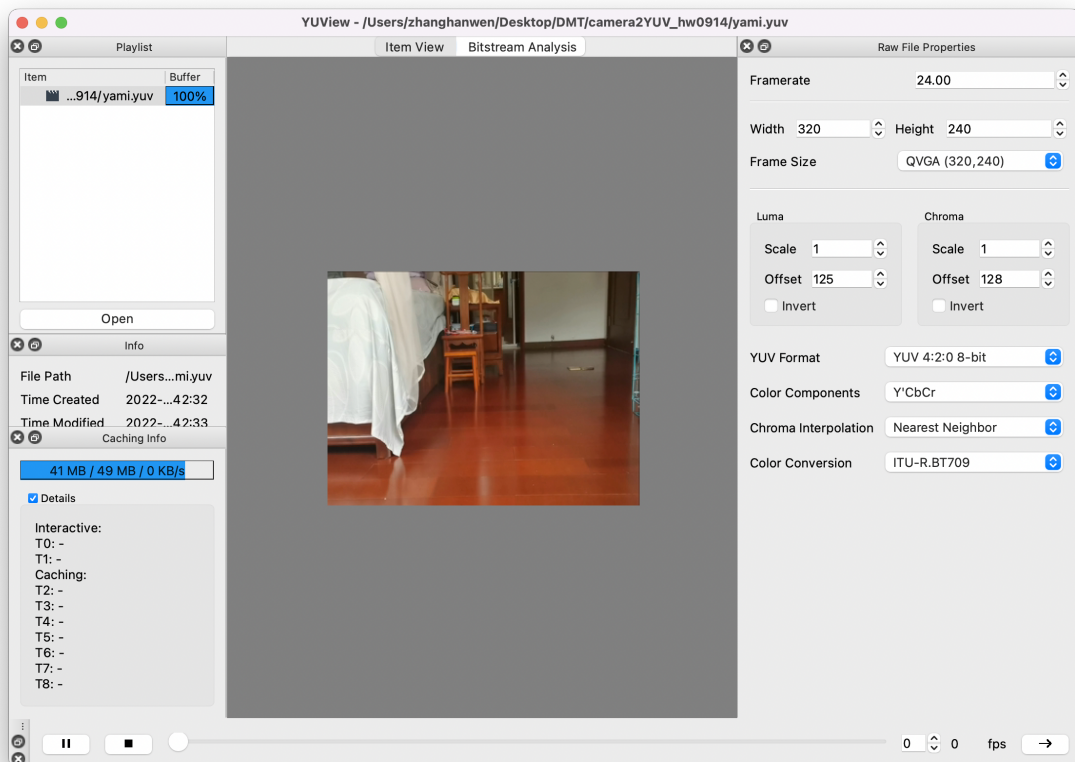 YUView - /Users/zhanghanwen/Desktop/DMT/camera2YUV_hw0914/yami.yuv
Playlist
Item Buffer
...914/yami.yuv 100%
Open
Info
File Path /Users...mi.yuv
Time Created 2022-...42:32
Time Modified 2022-...42:33
Caching Info
41 MB / 49 MB / 0 KB/s
Details
Interactive:
T0: -
T1: -
Caching:
T2: -
T3: -
T4: -
T5: -
T6: -
T7: -
T8: -
Item View Bitstream Analysis
Raw File Properties
Framerate 24.00
Width 320 Height 240
Frame Size QVGA (320,240)
Luma
Scale 1
Offset 125
Invert
Chroma
Scale 1
Offset 128
Invert
YUV Format YUV 4:2:0 8-bit
Color Components Y'CbCr
Chroma Interpolation Nearest Neighbor
Color Conversion ITU-R.BT709
0 0 fps